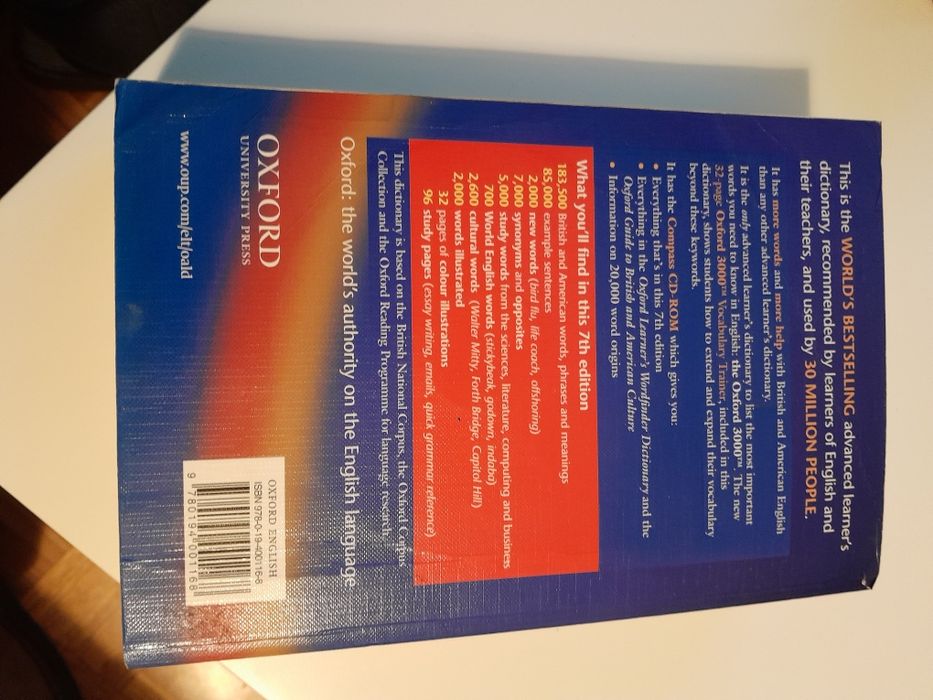 This is the WORLD'S BESTSELLING advanced learner's
dictionary, recommended by learners of English and
their teachers, and used by 30 MILLION PEOPLE.
It has more words and more help with British and American English
than any other advanced learner's dictionary.
It is the only advanced learner's dictionary to list the most important
words you need to know in English: the Oxford 3000™. The new
32-page Oxford 3000™ Vocabulary Trainer, included in this
dictionary, shows students how to extend and expand their vocabulary
beyond these keywords.
It has the Compass CD-ROM which gives you:
• Everything that's in this 7th edition
• Everything in the Oxford Learner's Wordfinder Dictionary and the
Oxford Guide to British and American Culture
• Information on 20,000 word origins
What you'll find in this 7th edition
183,500 British and American words, phrases and meanings
85,000 example sentences
2,000 new words (bird flu, life coach, offshoring)
7,000 synonyms and opposites
5,000 study words from the sciences, literature, computing and business
700 World English words (stickybeak, godown, indaba)
2,600 cultural words (Walter Mitty, Forth Bridge, Capitol Hill)
2,000 words illustrated
32 pages of colour illustrations
96 study pages (essay writing, emails, quick grammar reference)
This dictionary is based on the British National Corpus, the Oxford Corpus
Collection and the Oxford Reading Programme for language research.
Oxford: the world's authority on the English language
OXFORD
UNIVERSITY PRESS
www.oup.com/elt/oald
OXFORD ENGLISH
ISBN 978-0-19-400116-8
9 780194 001168